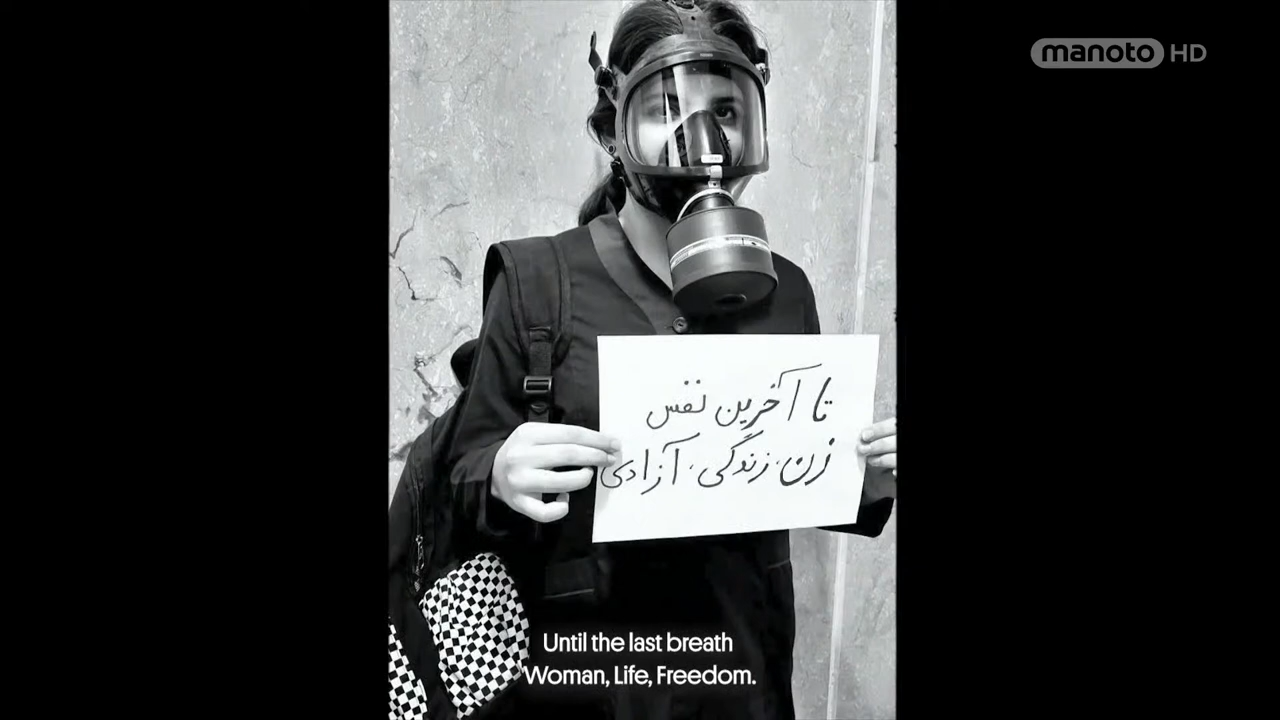 manoto HD
تا آخرین نفس
زن، زندگی، آزادی
Until the last breath
Woman, Life, Freedom.